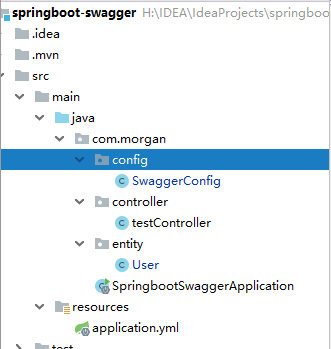 springboot-swagger H:\IDEA\IdeaProjects\springboo
.idea
.mvn
src
main
java
com.morgan
config
SwaggerConfig
controller
testController
entity
User
SpringbootSwaggerApplication
resources
application.yml
test